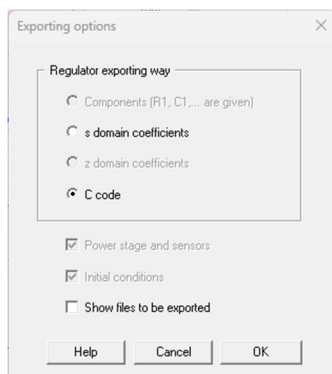 Exporting options
Regulator exporting way
Components (R1, C1,... are given)
s domain coefficients
z domain coefficients
C code
Power stage and sensors
Initial conditions
Show files to be exported
Help
Cancel
OK